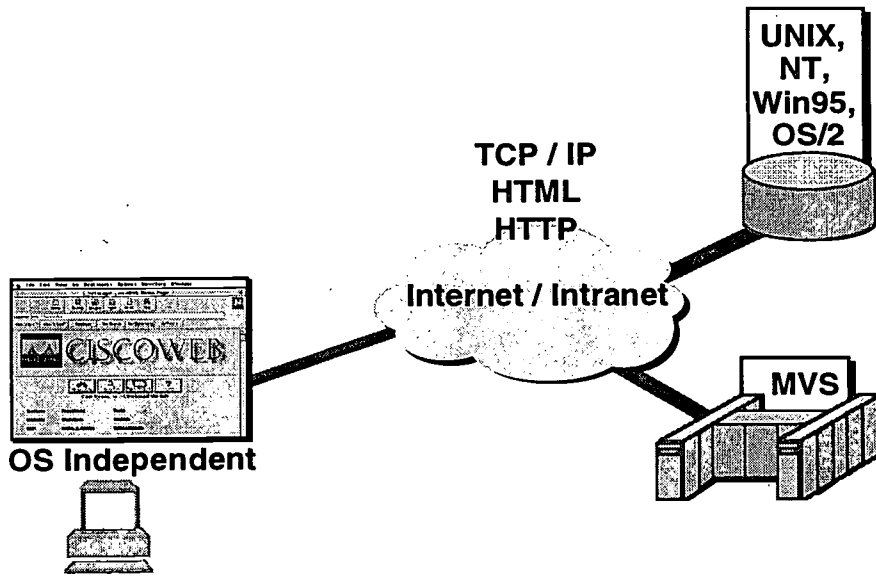 UNIX,
NT,
Win95,
OS/2
TCP / IP
HTML
HTTP
Internet / Intranet
CISCOWEB
MVS
OS Independent